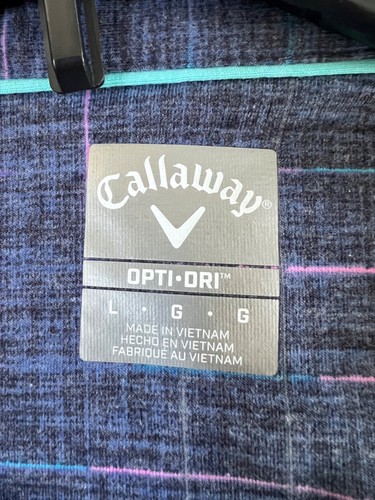 Callaway®
OPTI•DRI™
L • G • G
MADE IN VIETNAM
HECHO EN VIETNAM
FABRIQUÉ AU VIETNAM